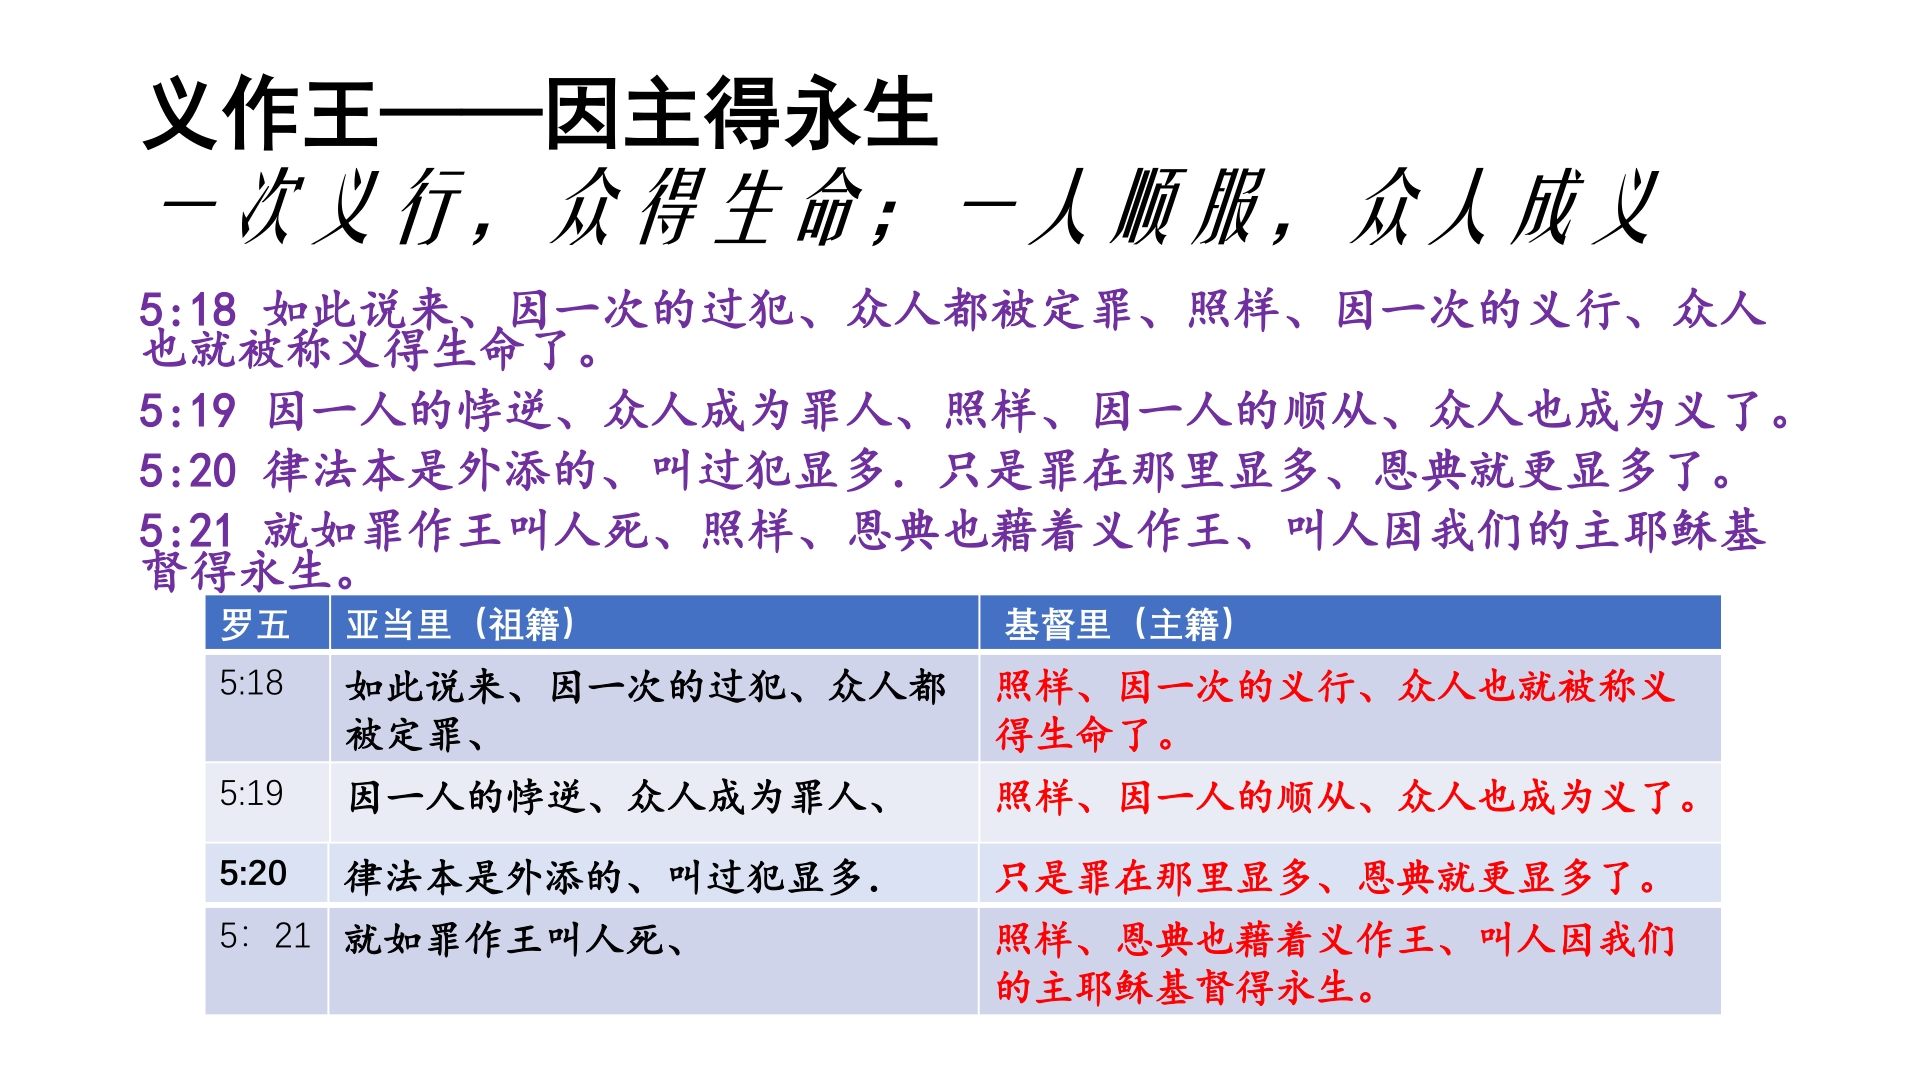 义作王——因主得永生
一次义行，众得生命；一人顺服，众人成义
5:18 如此说来、因一次的过犯、众人都被定罪、照样、因一次的义行、众人
也就被称义得生命了。
5:19 因一人的悖逆、众人成为罪人、照样、因一人的顺从、众人也成为义了。
5:20 律法本是外添的、叫过犯显多．只是罪在那里显多、恩典就更显多了。
5:21 就如罪作王叫人死、照样、恩典也藉着义作王、叫人因我们的主耶稣基
督得永生。
罗五 亚当里（祖籍） 基督里（主籍）
5:18 如此说来、因一次的过犯、众人都 照样、因一次的义行、众人也就被称义
被定罪、 得生命了。
5:19 因一人的悖逆、众人成为罪人、 照样、因一人的顺从、众人也成为义了。
5:20 律法本是外添的、叫过犯显多． 只是罪在那里显多、恩典就更显多了。
5：21 就如罪作王叫人死、 照样、恩典也藉着义作王、叫人因我们
的主耶稣基督得永生。